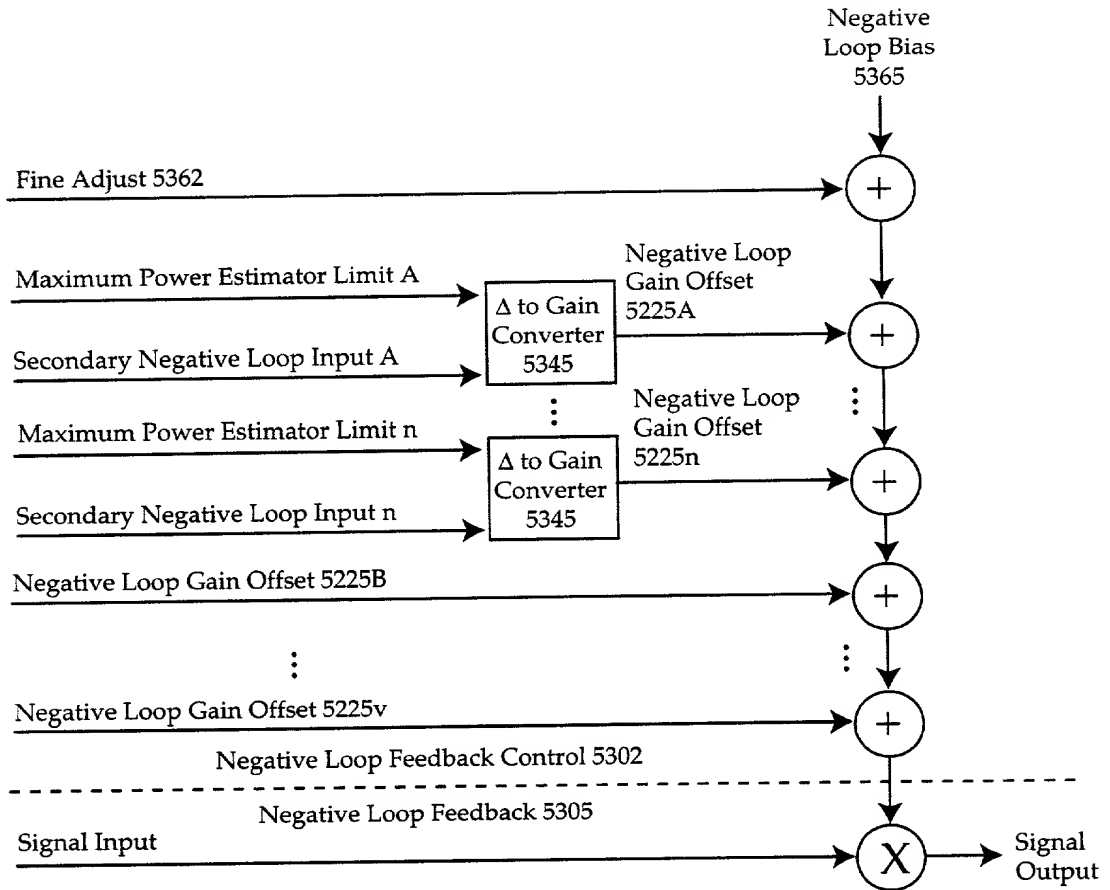 Negative
Loop Bias
5365
+
Fine Adjust 5362
Maximum Power Estimator Limit A
Secondary Negative Loop Input A
Δ to Gain
Converter
5345
Negative Loop
Gain Offset
5225A
+
Maximum Power Estimator Limit n
Secondary Negative Loop Input n
Δ to Gain
Converter
5345
Negative Loop
Gain Offset
5225n
+
Negative Loop Gain Offset 5225B
+
Negative Loop Gain Offset 5225v
+
Negative Loop Feedback Control 5302
Negative Loop Feedback 5305
Signal Input
X
Signal
Output